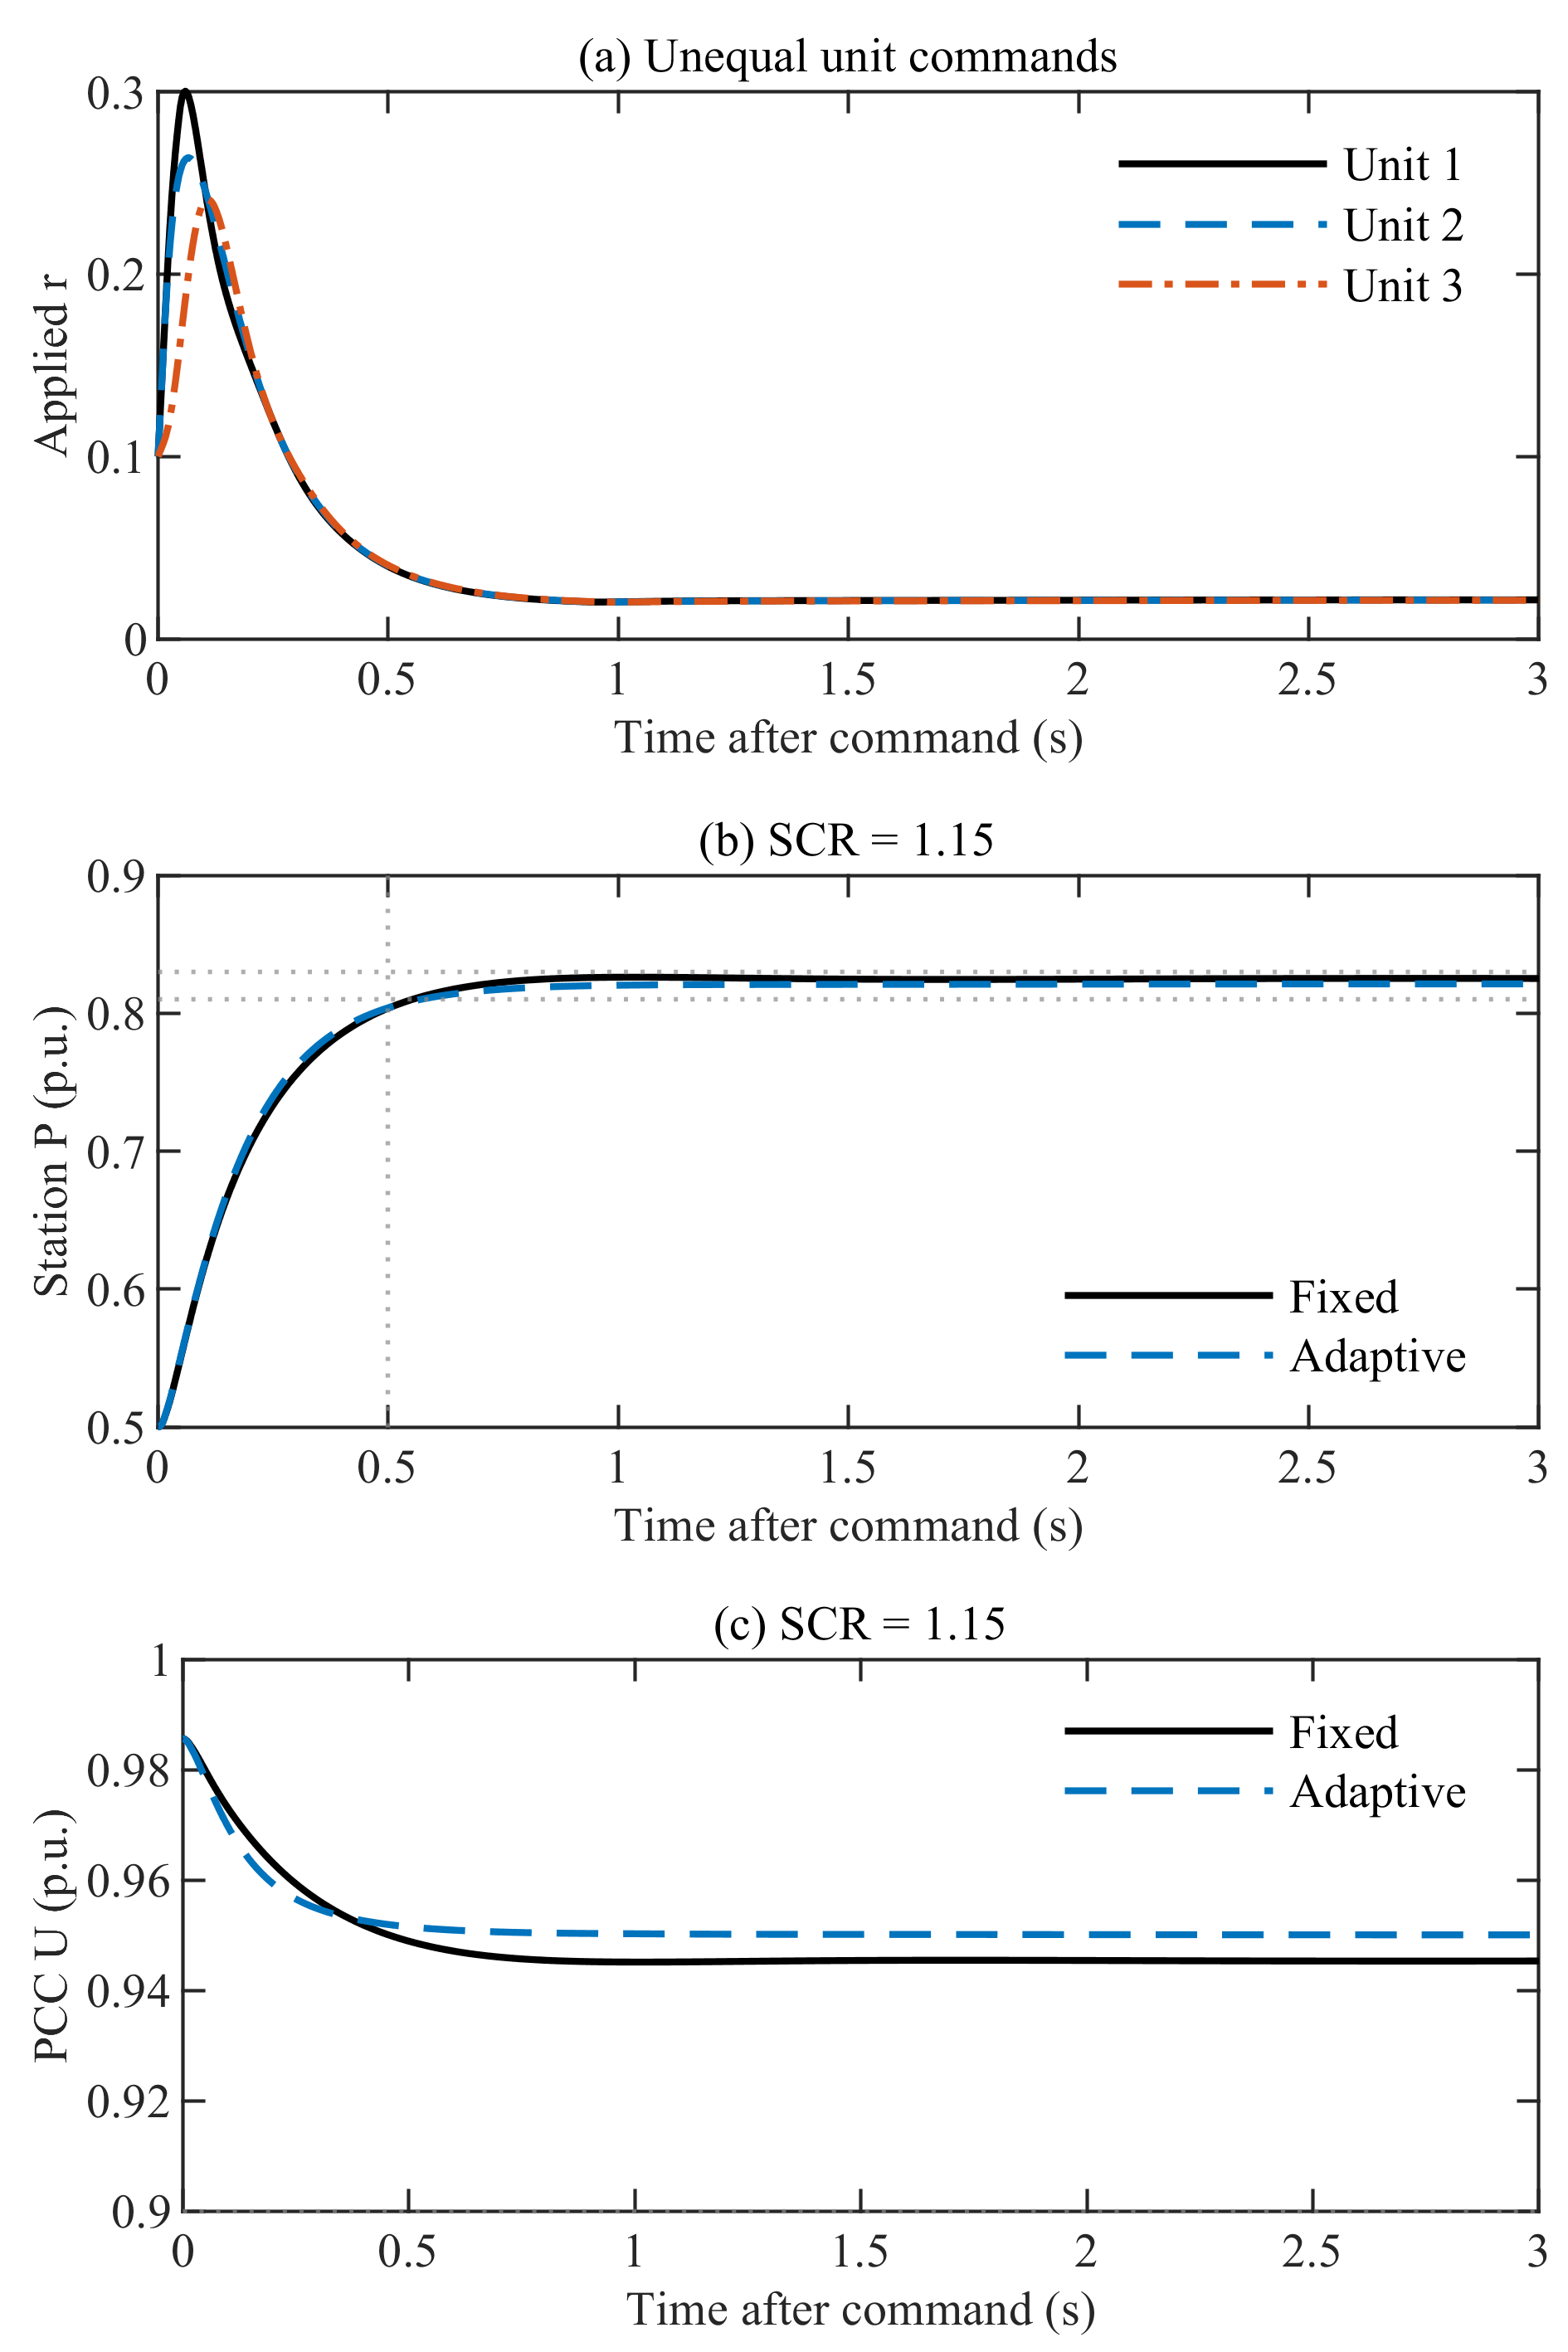 (a) Unequal unit commands
0.3
0.2
0.1
0
Applied r
Unit 1
Unit 2
Unit 3
0 0.5 1 1.5 2 2.5 3
Time after command (s)
(b) SCR = 1.15
0.9
0.8
0.7
0.6
0.5
Station P (p.u.)
Fixed
Adaptive
0 0.5 1 1.5 2 2.5 3
Time after command (s)
(c) SCR = 1.15
1
0.98
0.96
0.94
0.92
0.9
PCC U (p.u.)
Fixed
Adaptive
0 0.5 1 1.5 2 2.5 3
Time after command (s)